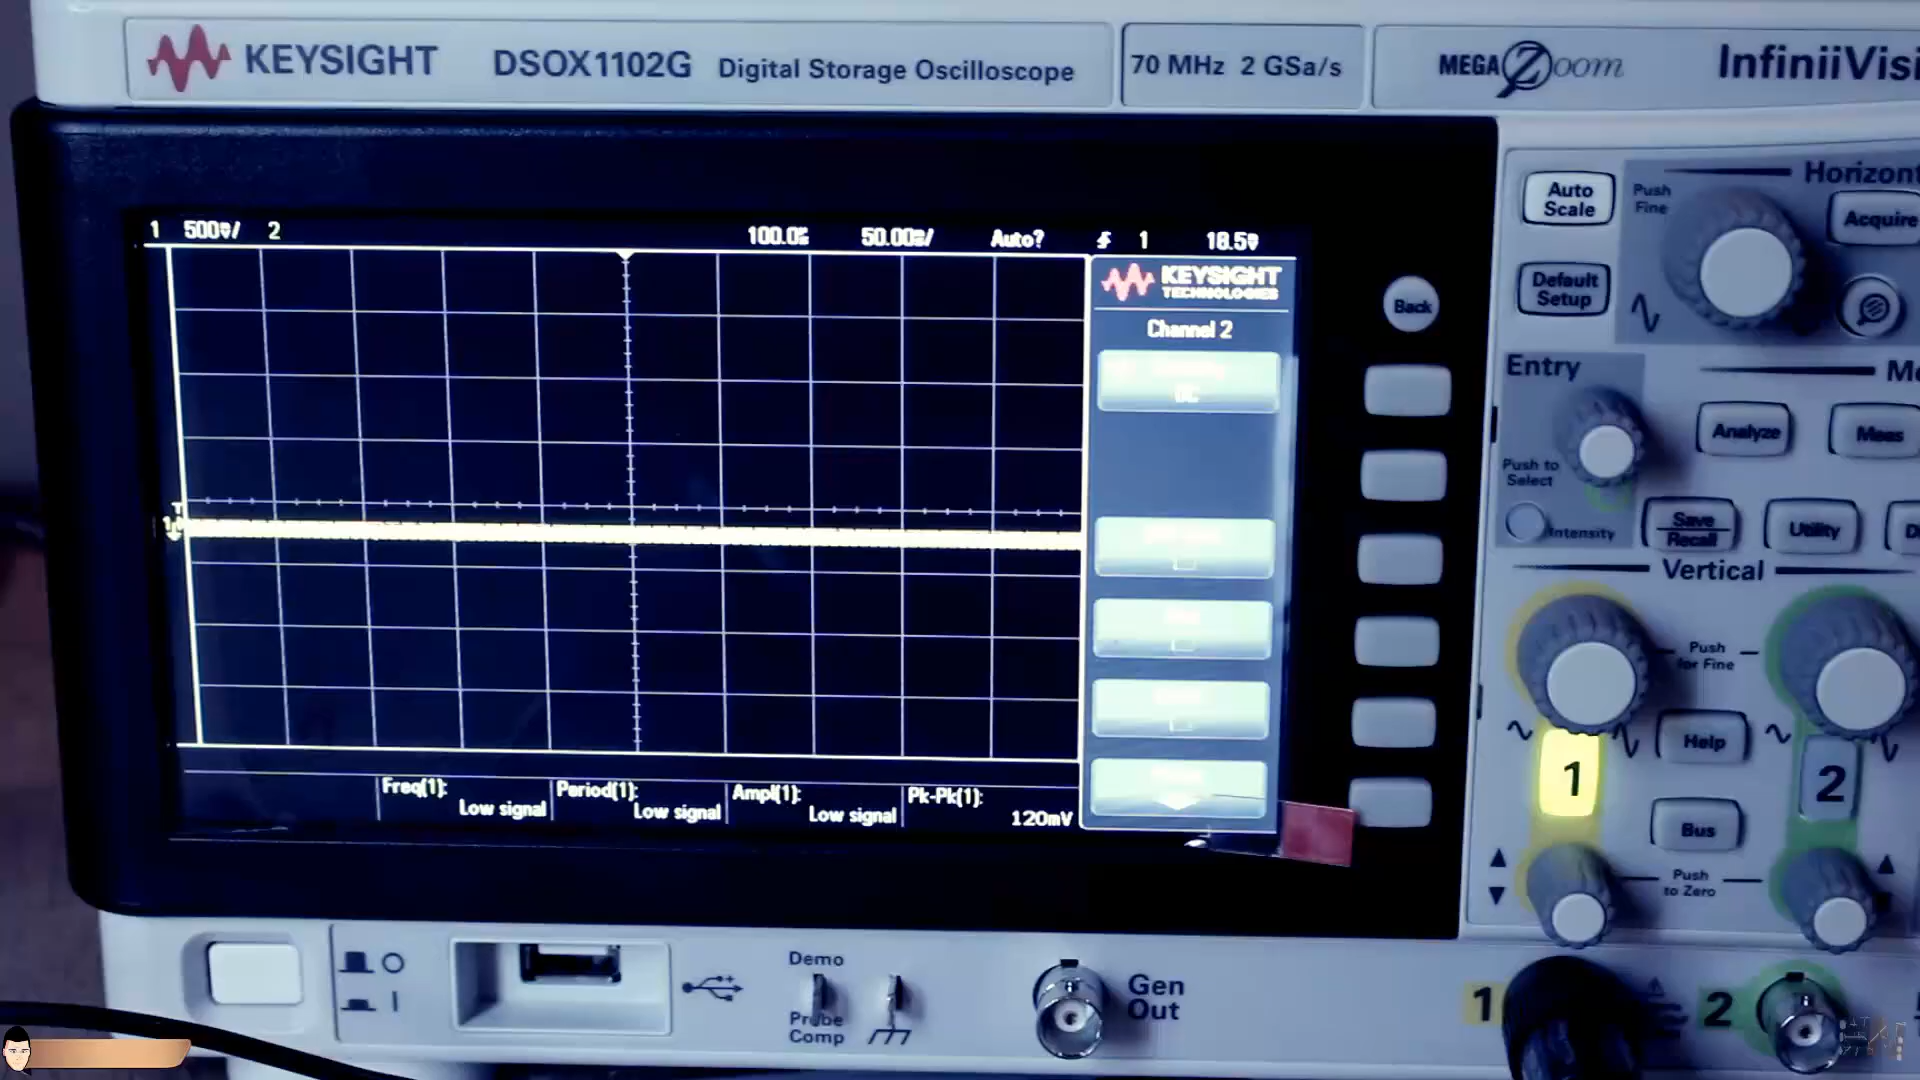 KEYSIGHT DSOX1102G Digital Storage Oscilloscope 70 MHz 2 GSa/s MEGA Zoom InfiniiVisi
Horizont
Auto Scale
Push Fine
Acquire
1 500 / 2 100.0 50.00 / Auto? 1 18.5
KEYSIGHT
TECHNOLOGIES
Channel 2
Back
Default Setup
Entry
Analyze
Meas
Push to Select
Intensity
Save Recall
Utility
Vertical
Push for Fine
1
Help
2
Bus
Push to Zero
Freq(1):
Low signal
Period(1):
Low signal
Ampl(1):
Low signal
Pk-Pk(1):
120mV
Demo
Probe Comp
Gen Out
1
2